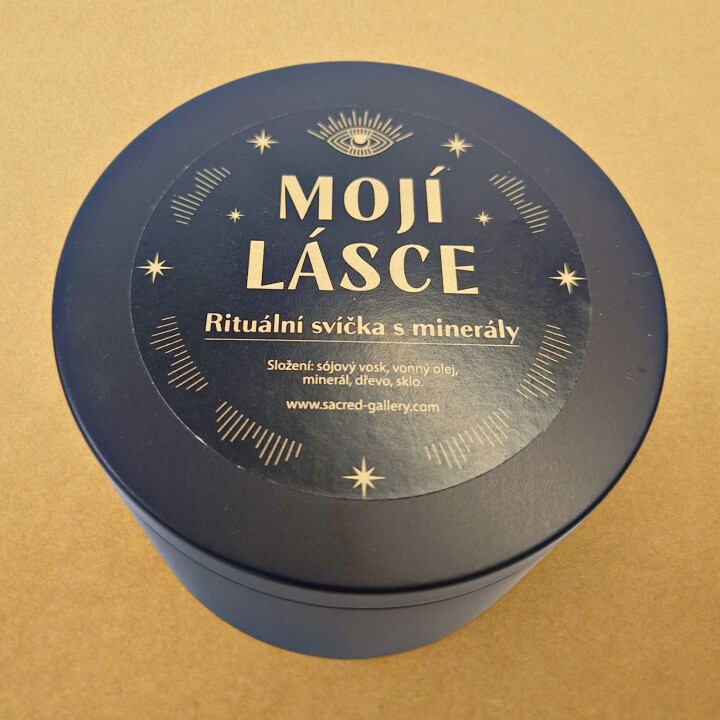 MOJÍ
LÁSCE
Rituální svíčka s minerály
Složení: sójový vosk, vonný olej,
minerál, dřevo, sklo.
www.sacred-gallery.com